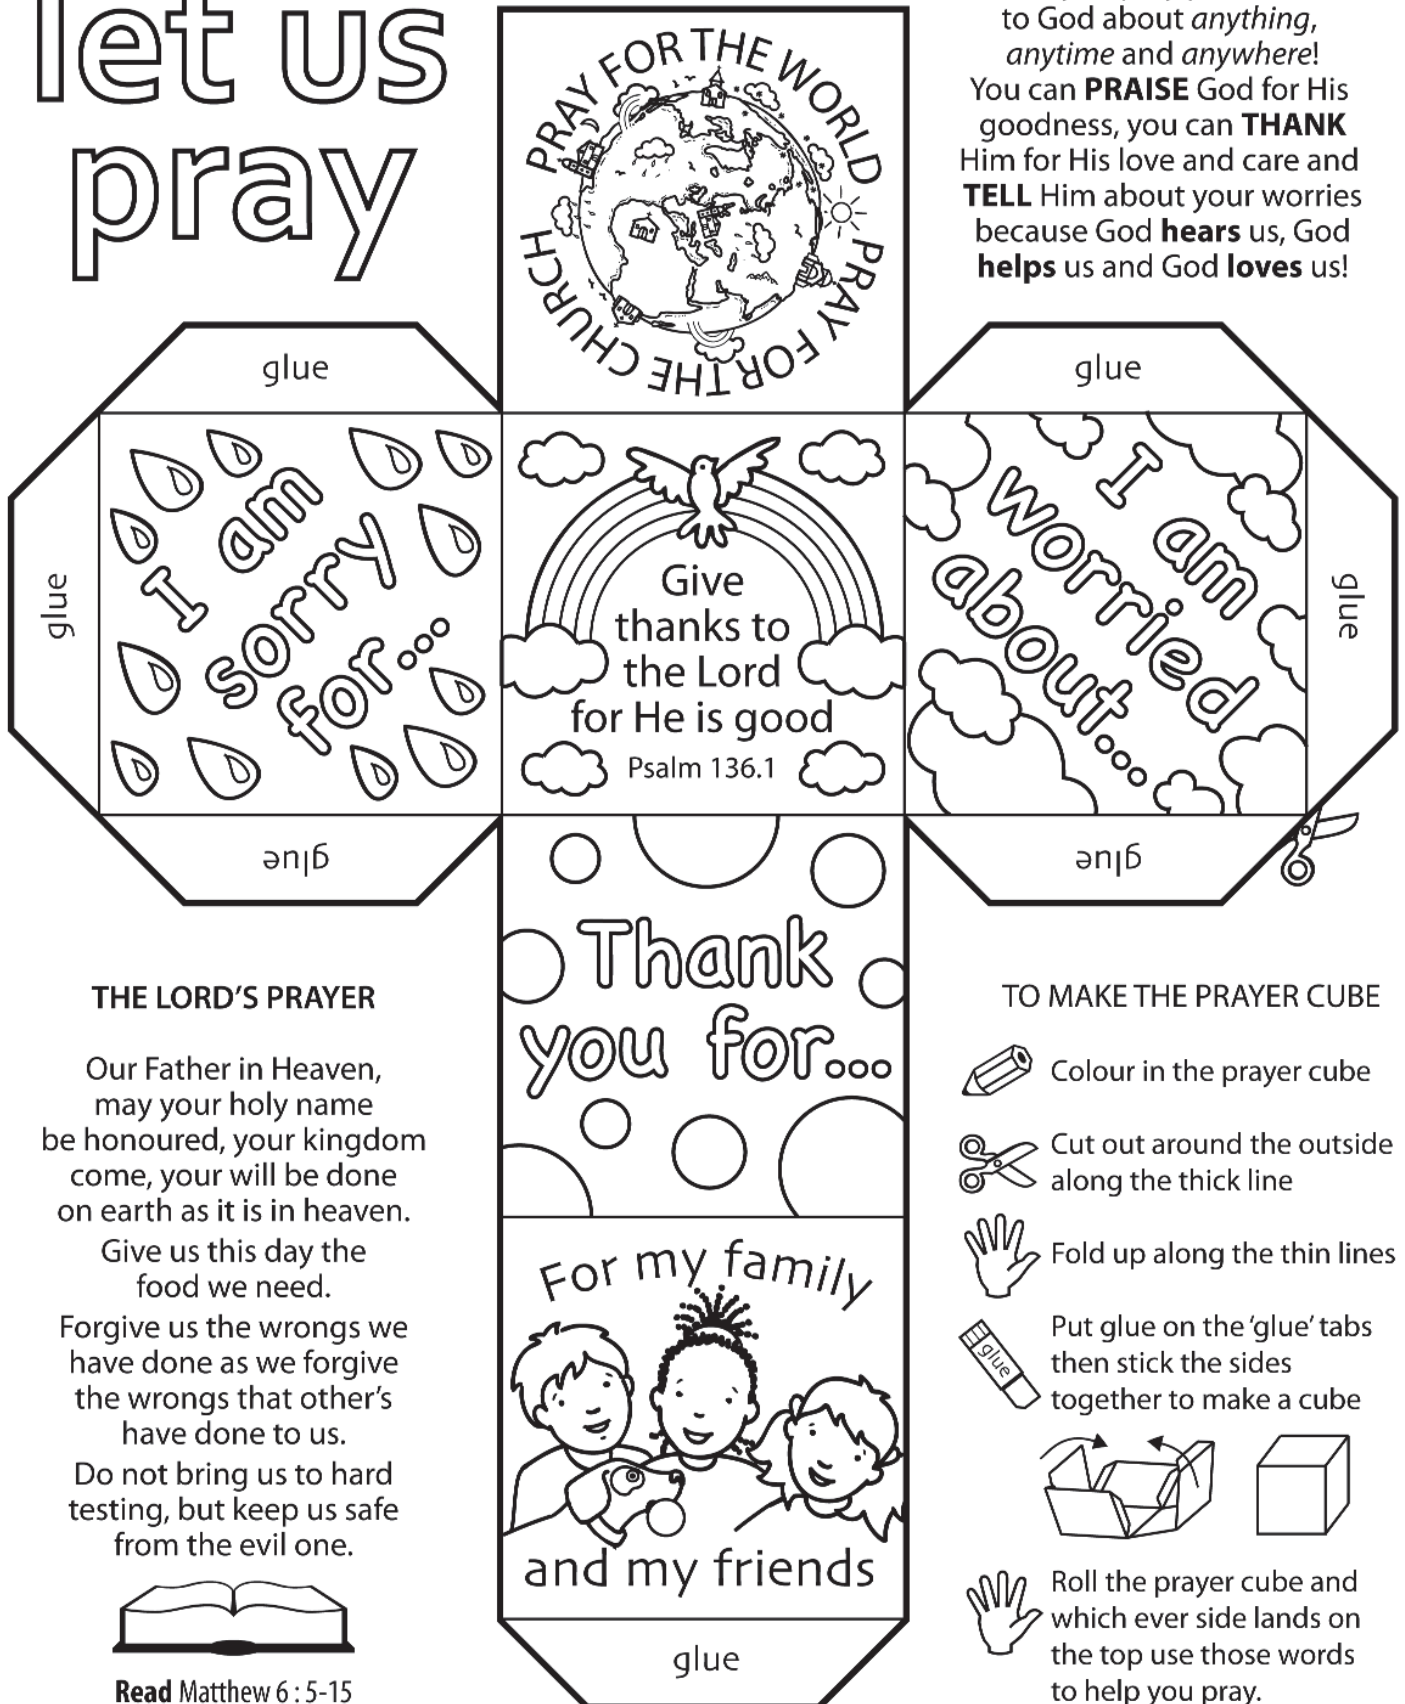 let us
pray
to God about anything,
anytime and anywhere!
You can PRAISE God for His
goodness, you can THANK
Him for His love and care and
TELL Him about your worries
because God hears us, God
helps us and God loves us!
PRAY FOR THE WORLD
PRAY FOR THE CHURCH
glue
glue
glue
I am
sorry
for...
Give
thanks to
the Lord
for He is good
Psalm 136.1
I am
worried
about...
glue
glue
glue
Thank
you for...
THE LORD'S PRAYER
Our Father in Heaven,
may your holy name
be honoured, your kingdom
come, your will be done
on earth as it is in heaven.
Give us this day the
food we need.
Forgive us the wrongs we
have done as we forgive
the wrongs that other's
have done to us.
Do not bring us to hard
testing, but keep us safe
from the evil one.
Read Matthew 6 : 5-15
For my family
and my friends
glue
TO MAKE THE PRAYER CUBE
Colour in the prayer cube
Cut out around the outside
along the thick line
Fold up along the thin lines
glue
Put glue on the 'glue' tabs
then stick the sides
together to make a cube
Roll the prayer cube and
which ever side lands on
the top use those words
to help you pray.